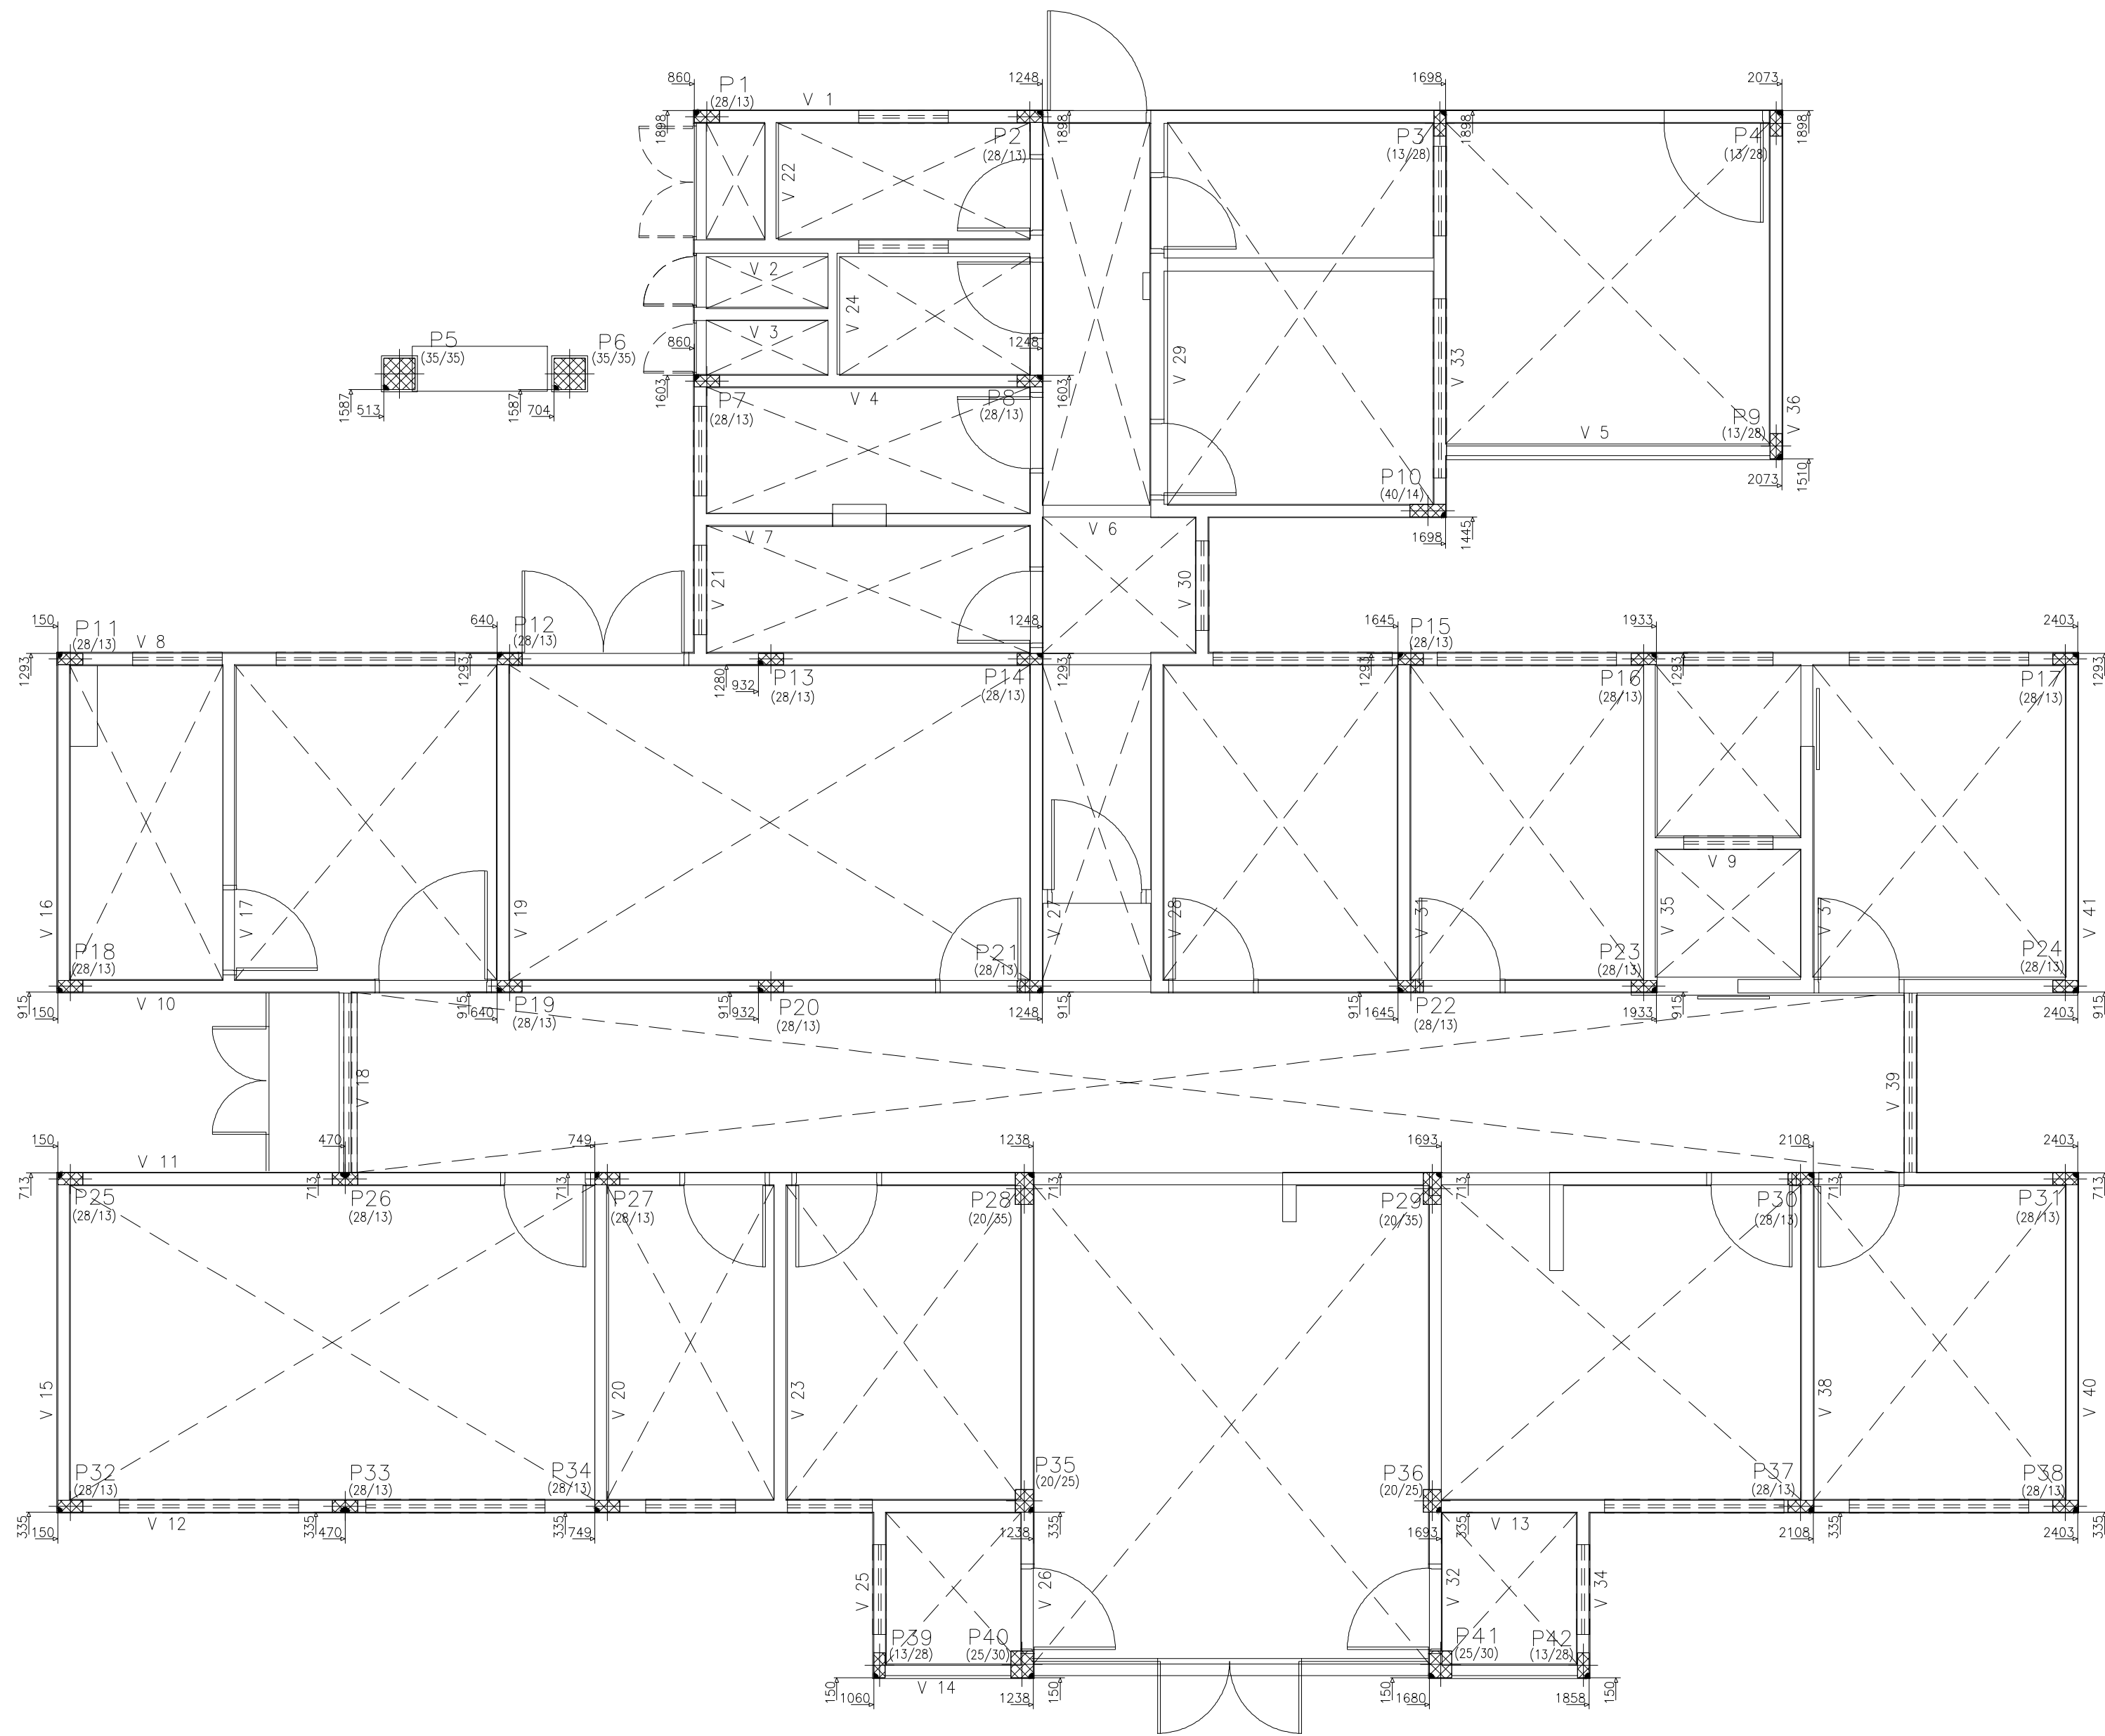 860
P1
(28/13)
V 1
1248
1698
2073
1898
1898
1898
1898
P2
(28/13)
P3
(13/28)
P4
(13/28)
V 22
V 2
V 24
V 3
860
1248
V 29
V 33
P5
(35/35)
P6
(35/35)
1587
513
1587
704
1603
P7
(28/13)
V 4
P8
(28/13)
1603
P9
(13/28)
V 36
V 5
2073
1510
P10
(40/14)
1698
1445
V 7
V 6
V 21
V 30
150
P11
(28/13)
V 8
640
P12
(28/13)
1248
1645
P15
(28/13)
1933
2403
1293
1293
1280
932
P13
(28/13)
P14
(28/13)
1293
1293
P16
(28/13)
1293
P17
(28/13)
1293
V 9
V 16
V 17
V 19
V 27
V 28
V 31
V 35
V 37
V 41
P18
(28/13)
P21
(28/13)
P23
(28/13)
P24
(28/13)
915
150
V 10
915
640
P19
(28/13)
915
932
P20
(28/13)
1248
915
915
1645
P22
(28/13)
1933
915
2403
915
V 18
V 39
150
V 11
470
749
1238
1693
2108
2403
713
P25
(28/13)
713
P26
(28/13)
713
P27
(28/13)
P28
(20/35)
713
P29
(20/35)
713
P30
(28/13)
P31
(28/13)
713
V 15
V 20
V 23
V 38
V 40
P32
(28/13)
P33
(28/13)
P34
(28/13)
P35
(20/25)
P36
(20/25)
P37
(28/13)
P38
(28/13)
335
150
V 12
335
470
335
749
1238
335
1693
335
V 13
2108
335
2403
335
V 25
V 26
V 32
V 34
P39
(13/28)
P40
(25/30)
P41
(25/30)
P42
(13/28)
150
1060
V 14
1238
150
150
1680
1858
150